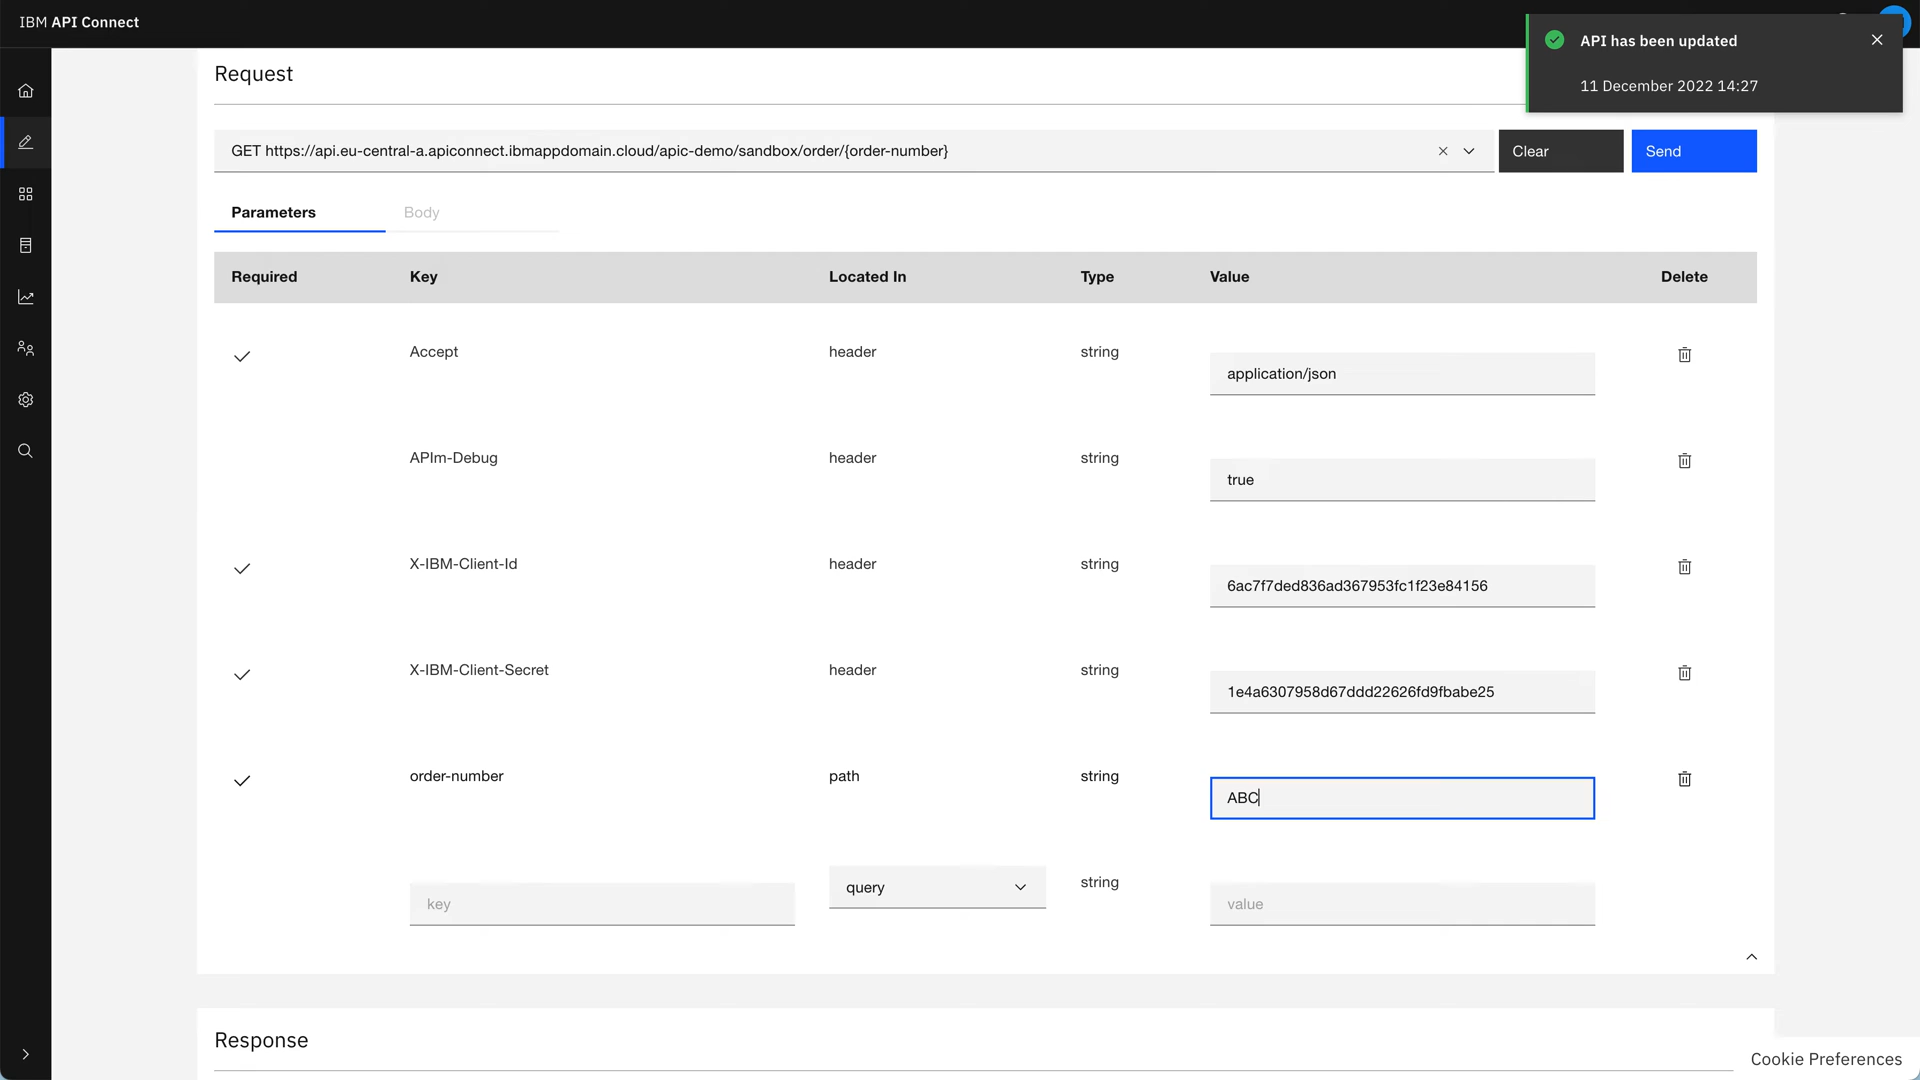 IBM API Connect
API has been updated
11 December 2022 14:27
Request
GET https://api.eu-central-a.apiconnect.ibmappdomain.cloud/apic-demo/sandbox/order/{order-number}
Clear
Send
Parameters
Body
Required Key Located In Type Value Delete
Accept header string
application/json
APIm-Debug header string
true
X-IBM-Client-Id header string
6ac7f7ded836ad367953fc1f23e84156
X-IBM-Client-Secret header string
1e4a6307958d67ddd22626fd9fbabe25
order-number path string
ABC
key query string value
Response
Cookie Preferences